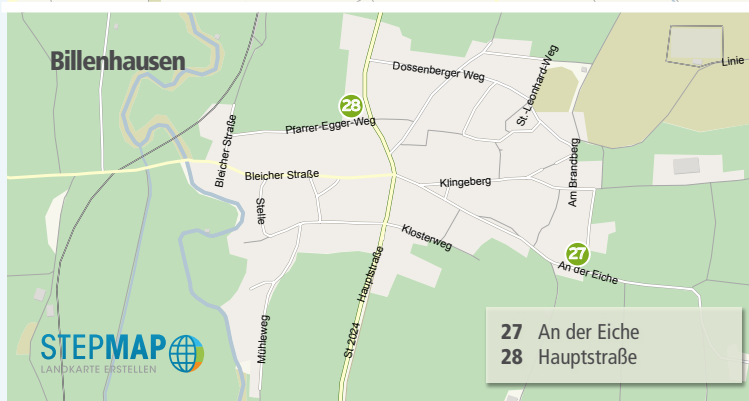 Billenhausen
Dossenberger Weg
St.-Leonhard-Weg
Linie
28
Pfarrer-Egger-Weg
Bleicher Straße
Bleicher Straße
Klingeberg
Am Brandberg
Steile
Klosterweg
27
An der Eiche
Hauptstraße
St 2024
Mühleweg
27 An der Eiche
28 Hauptstraße
STEPMAP
LANDKARTE ERSTELLEN